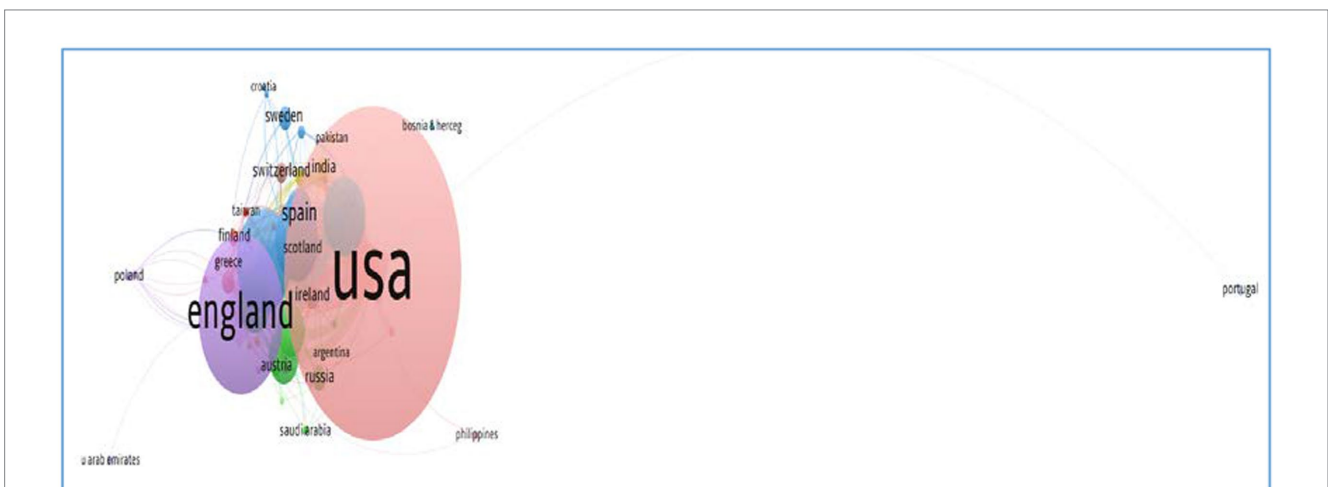 croatia
sweden
bosnia & herceg
pakistan
switzerland
india
taiwan
spain
finland
scotland
greece
usa
poland
portugal
ireland
england
argentina
austria
russia
saudi arabia
philippines
u arab emirates